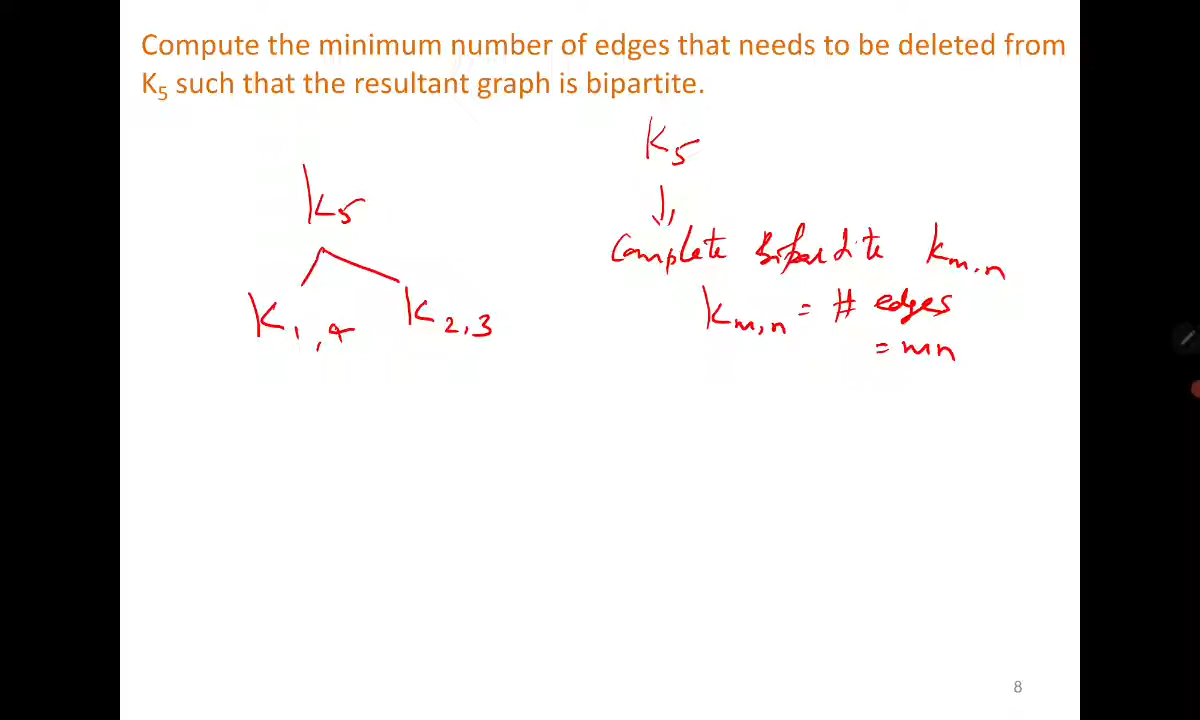 Compute the minimum number of edges that needs to be deleted from
K₅ such that the resultant graph is bipartite.
K₅
K₅
Complete Bipartite Kₘ,ₙ
K₁,₄ K₂,₃
Kₘ,ₙ = # edges
= mn
8